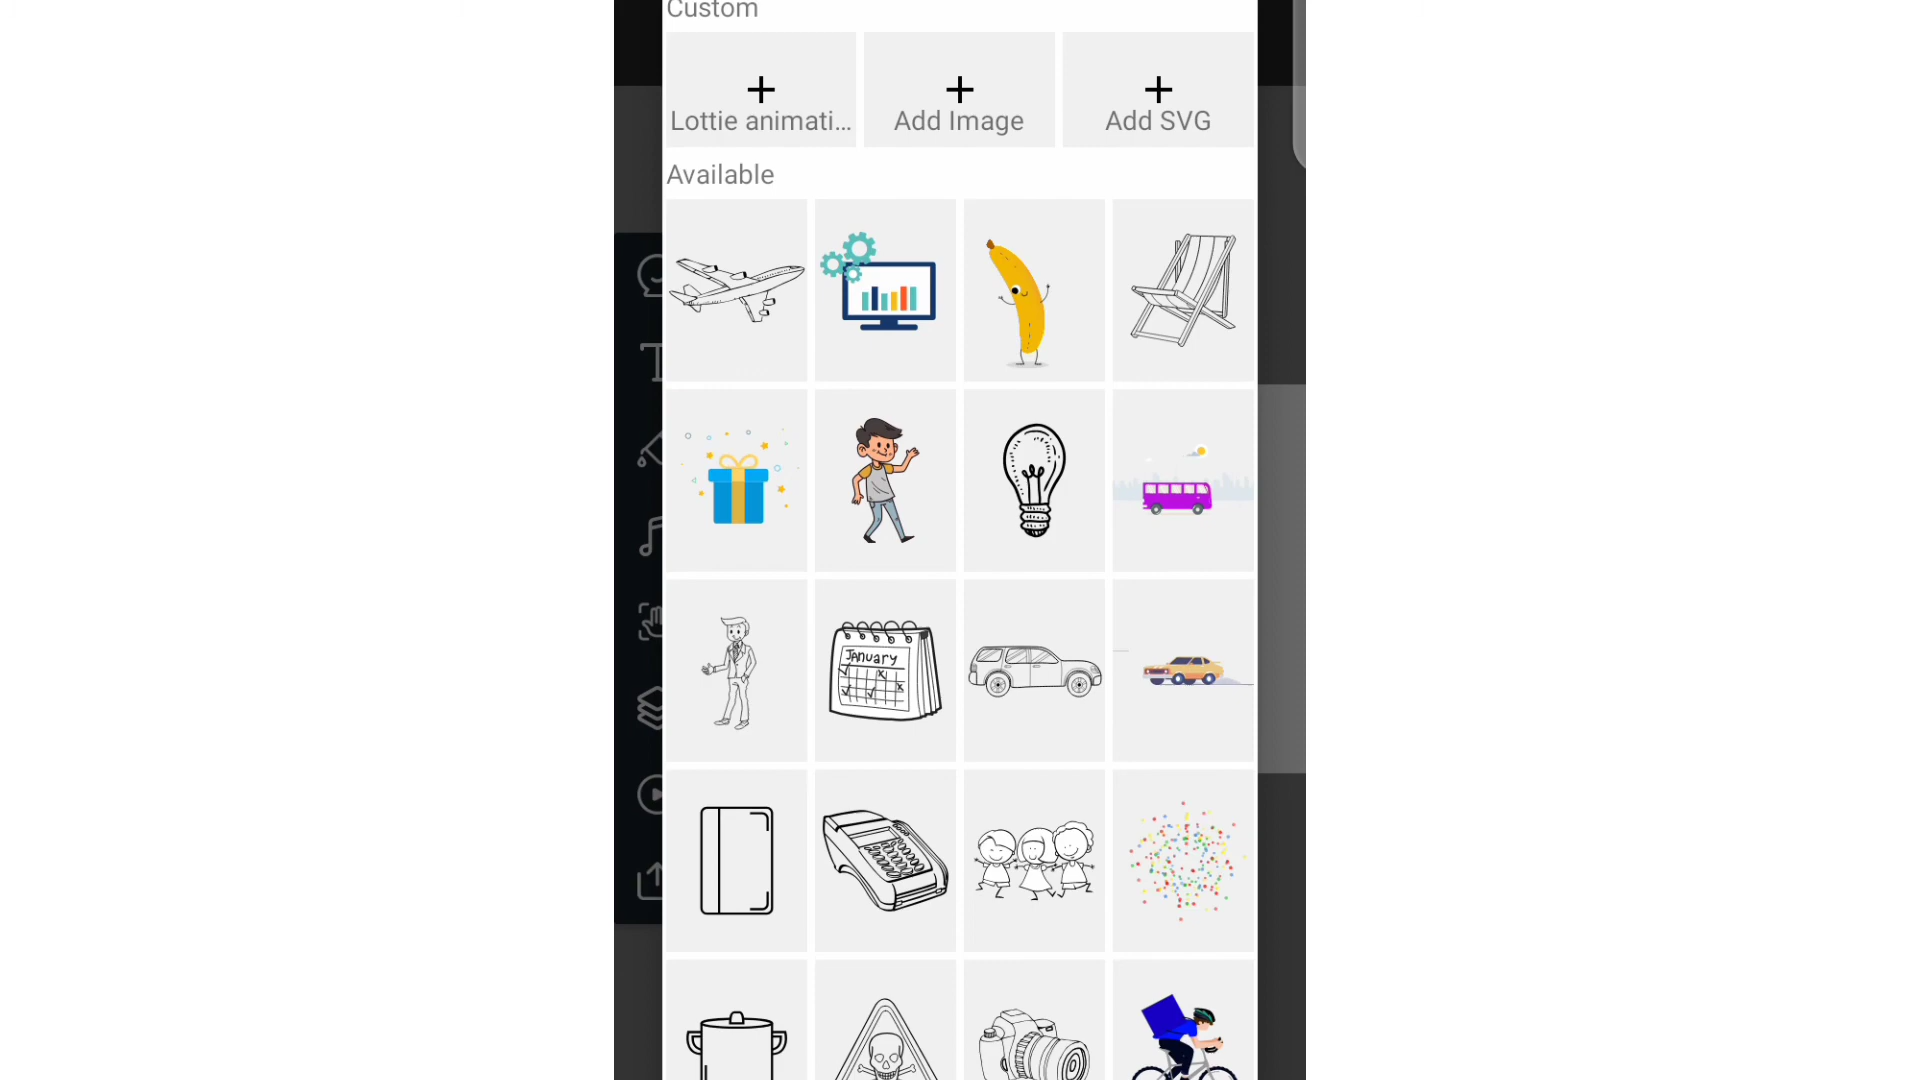 Custom
Lottie animati...
Add Image
Add SVG
Available
January